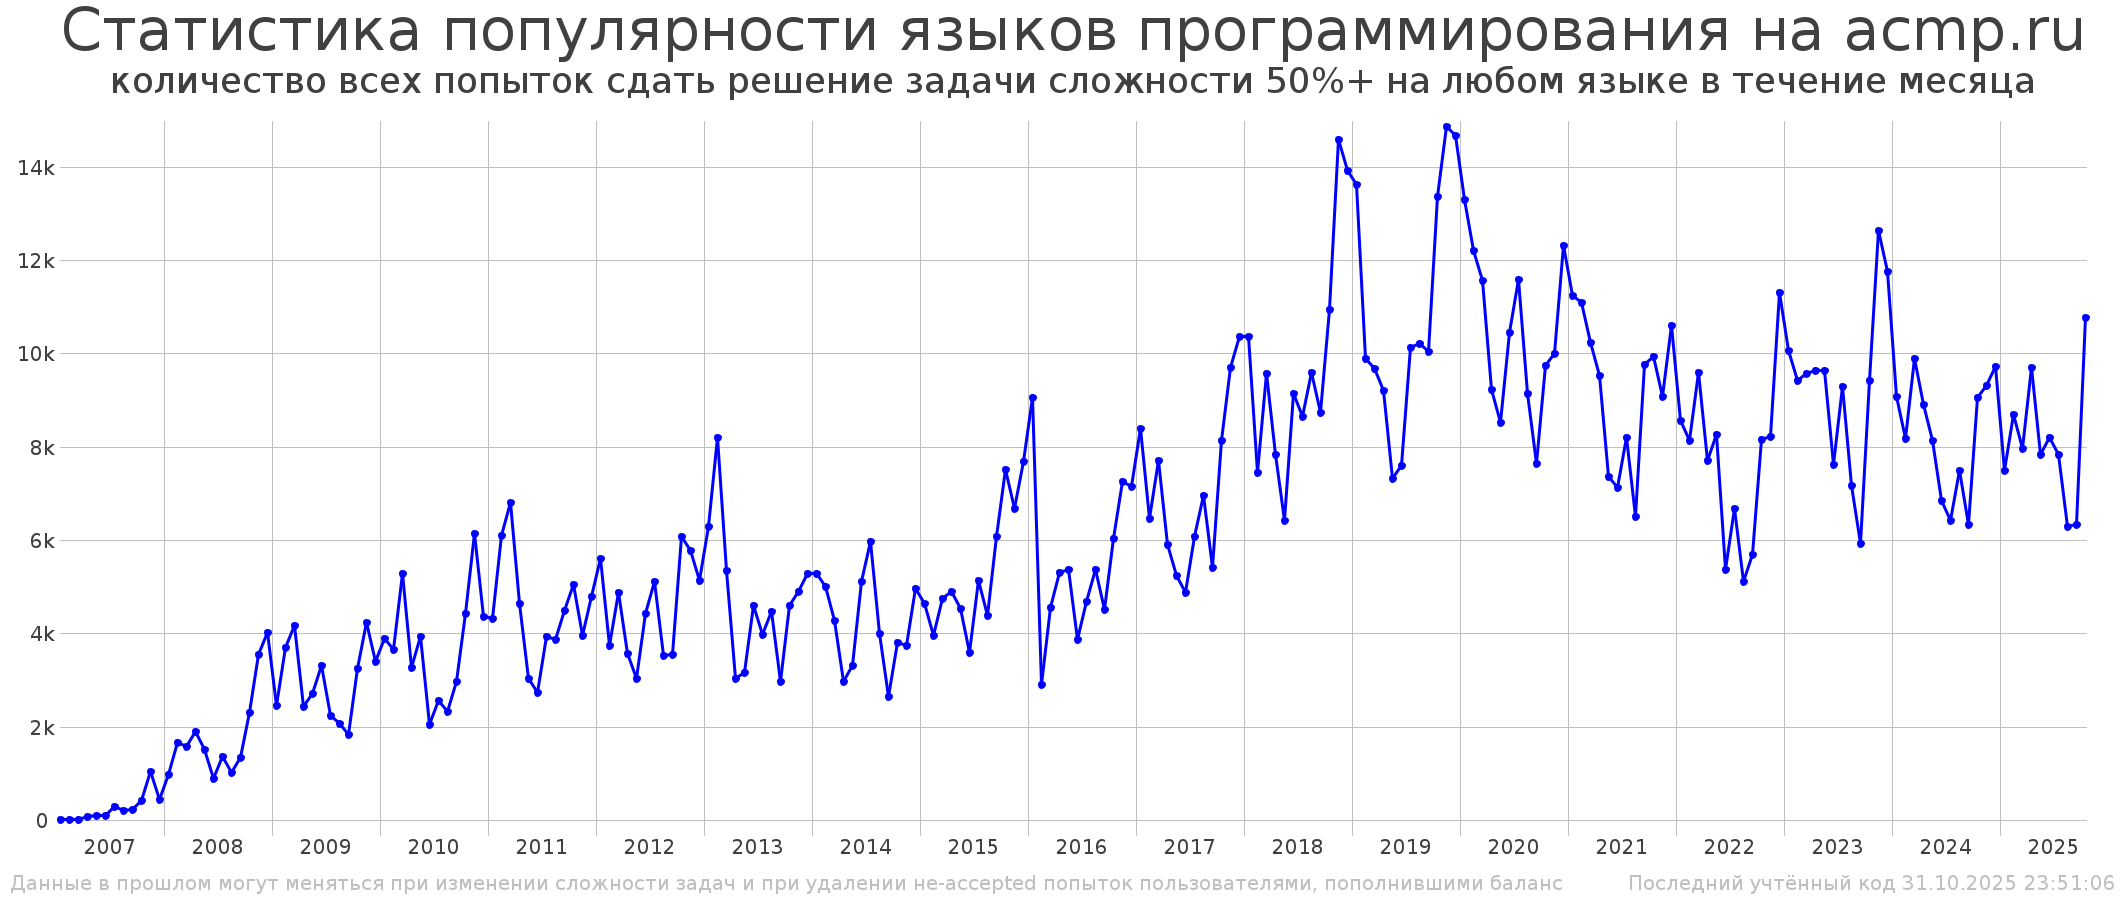 Статистика популярности языков программирования на acmp.ru
количество всех попыток сдать решение задачи сложности 50%+ на любом языке в течение месяца
14k
12k
10k
8k
6k
4k
2k
0
2007 2008 2009 2010 2011 2012 2013 2014 2015 2016 2017 2018 2019 2020 2021 2022 2023 2024 2025
Данные в прошлом могут меняться при изменении сложности задач и при удалении не-accepted попыток пользователями, пополнившими баланс Последний учтённый код 31.10.2025 23:51:06